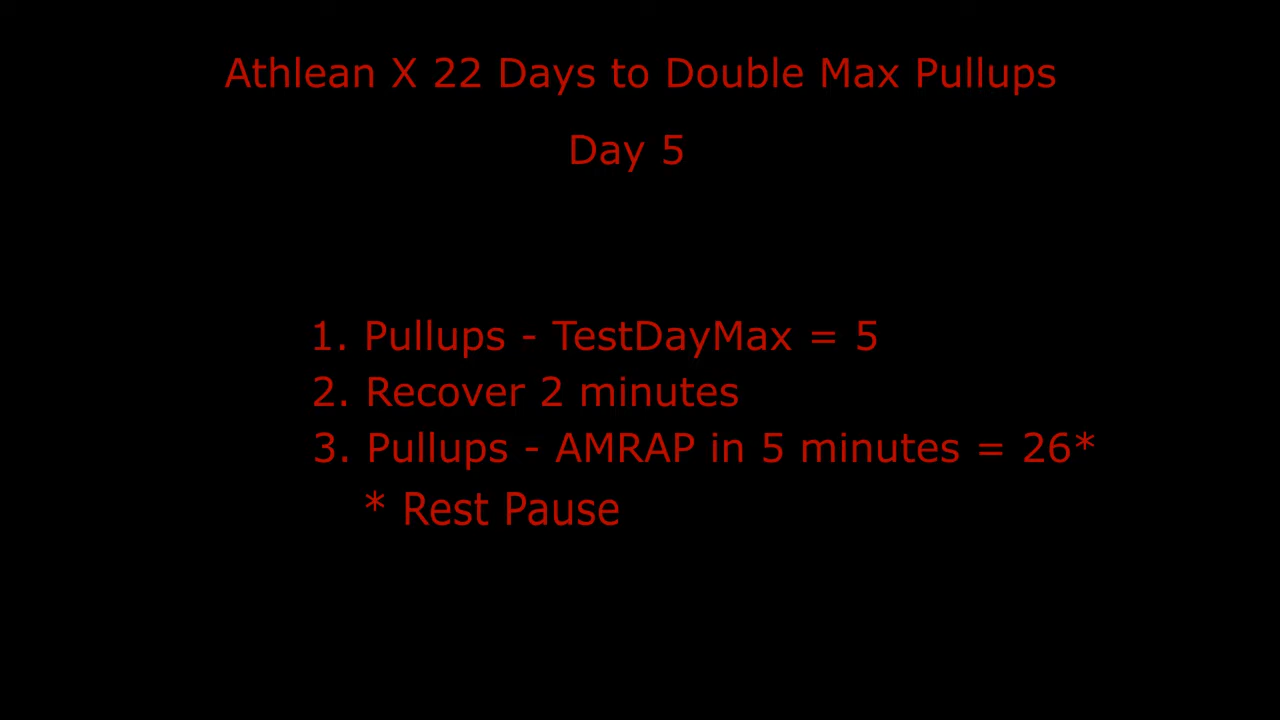 Athlean X 22 Days to Double Max Pullups
Day 5
1. Pullups - TestDayMax = 5
2. Recover 2 minutes
3. Pullups - AMRAP in 5 minutes = 26*
* Rest Pause